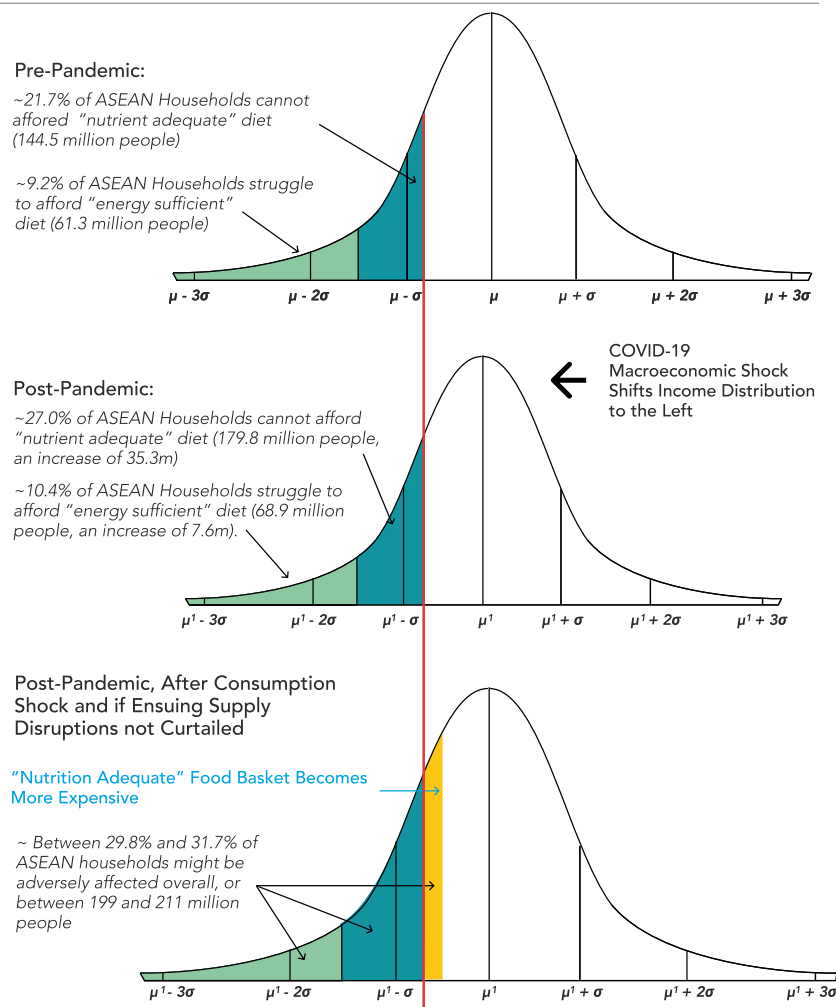 Pre-Pandemic:
~21.7% of ASEAN Households cannot
afford “nutrient adequate” diet
(144.5 million people)
~9.2% of ASEAN Households struggle
to afford “energy sufficient”
diet (61.3 million people)
μ - 3σ μ - 2σ μ - σ μ μ + σ μ + 2σ μ + 3σ
COVID-19
Macroeconomic Shock
Shifts Income Distribution
to the Left
Post-Pandemic:
~27.0% of ASEAN Households cannot afford
“nutrient adequate” diet (179.8 million people,
an increase of 35.3m)
~10.4% of ASEAN Households struggle to
afford “energy sufficient” diet (68.9 million
people, an increase of 7.6m).
μ¹ - 3σ μ¹ - 2σ μ¹ - σ μ¹ μ¹ + σ μ¹ + 2σ μ¹ + 3σ
Post-Pandemic, After Consumption
Shock and if Ensuing Supply
Disruptions not Curtailed
“Nutrition Adequate” Food Basket Becomes
More Expensive
~ Between 29.8% and 31.7% of
ASEAN households might be
adversely affected overall, or
between 199 and 211 million
people
μ¹ - 3σ μ¹ - 2σ μ¹ - σ μ¹ μ¹ + σ μ¹ + 2σ μ¹ + 3σ